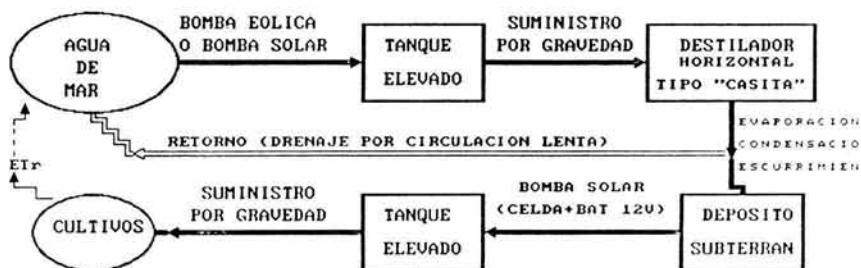 AGUA
DE
MAR
BOMBA EOLICA
O BOMBA SOLAR
TANQUE
ELEVADO
SUMINISTRO
POR GRAVEDAD
DESTILADOR
HORIZONTAL
TIPO "CASITA"
EVAPORACION
CONDENSACIO
ESCURRIMIEN
RETORNO (DRENAJE POR CIRCULACION LENTA)
ETr
CULTIVOS
SUMINISTRO
POR GRAVEDAD
TANQUE
ELEVADO
BOMBA SOLAR
(CELDA+BAT 12V)
DEPOSITO
SUBTERRAN